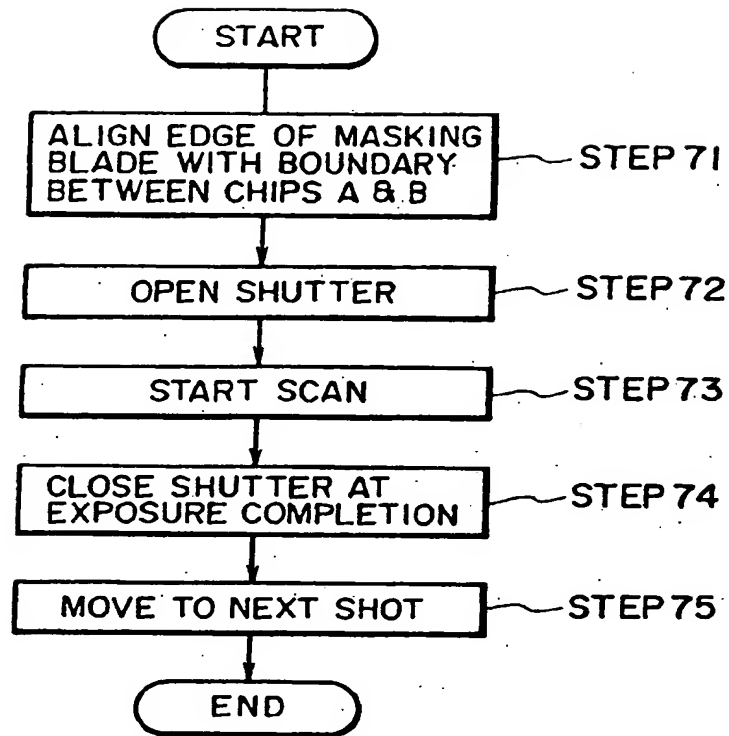 START
ALIGN EDGE OF MASKING
BLADE WITH BOUNDARY
BETWEEN CHIPS A & B
STEP 71
OPEN SHUTTER
STEP 72
START SCAN
STEP 73
CLOSE SHUTTER AT
EXPOSURE COMPLETION
STEP 74
MOVE TO NEXT SHOT
STEP 75
END